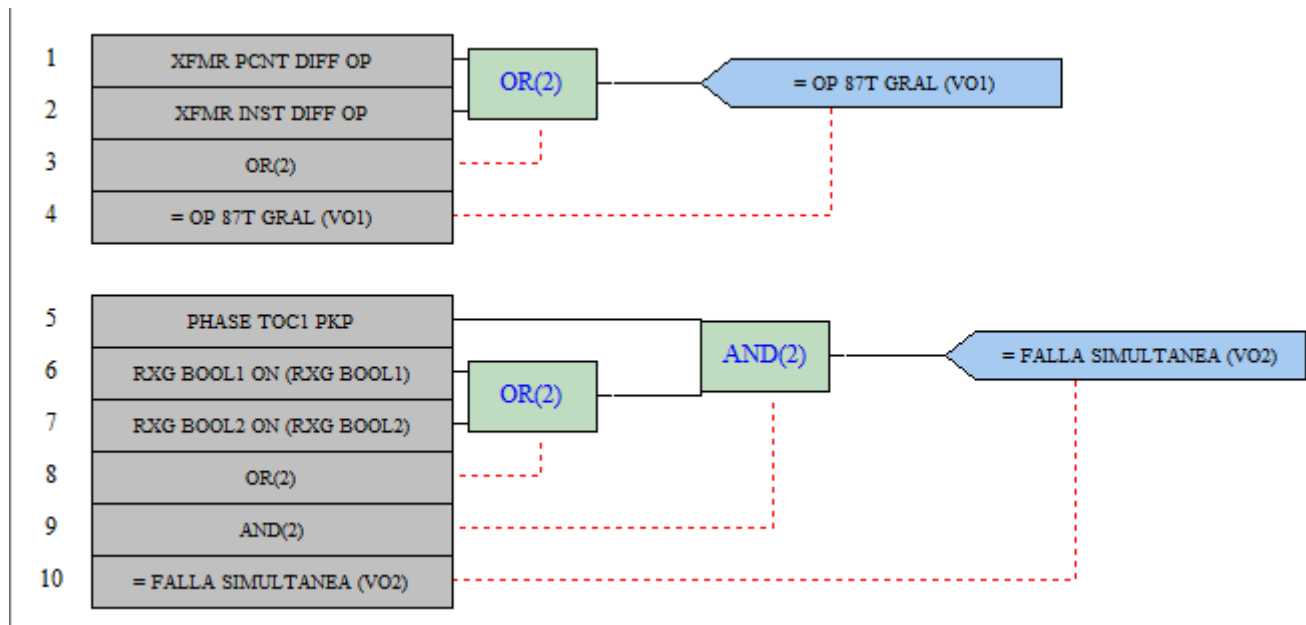 1 XFMR PCNT DIFF OP
OR(2)
= OP 87T GRAL (VO1)
2 XFMR INST DIFF OP
3 OR(2)
4 = OP 87T GRAL (VO1)
5 PHASE TOC1 PKP
AND(2)
= FALLA SIMULTANEA (VO2)
6 RXG BOOL1 ON (RXG BOOL1)
OR(2)
7 RXG BOOL2 ON (RXG BOOL2)
8 OR(2)
9 AND(2)
10 = FALLA SIMULTANEA (VO2)